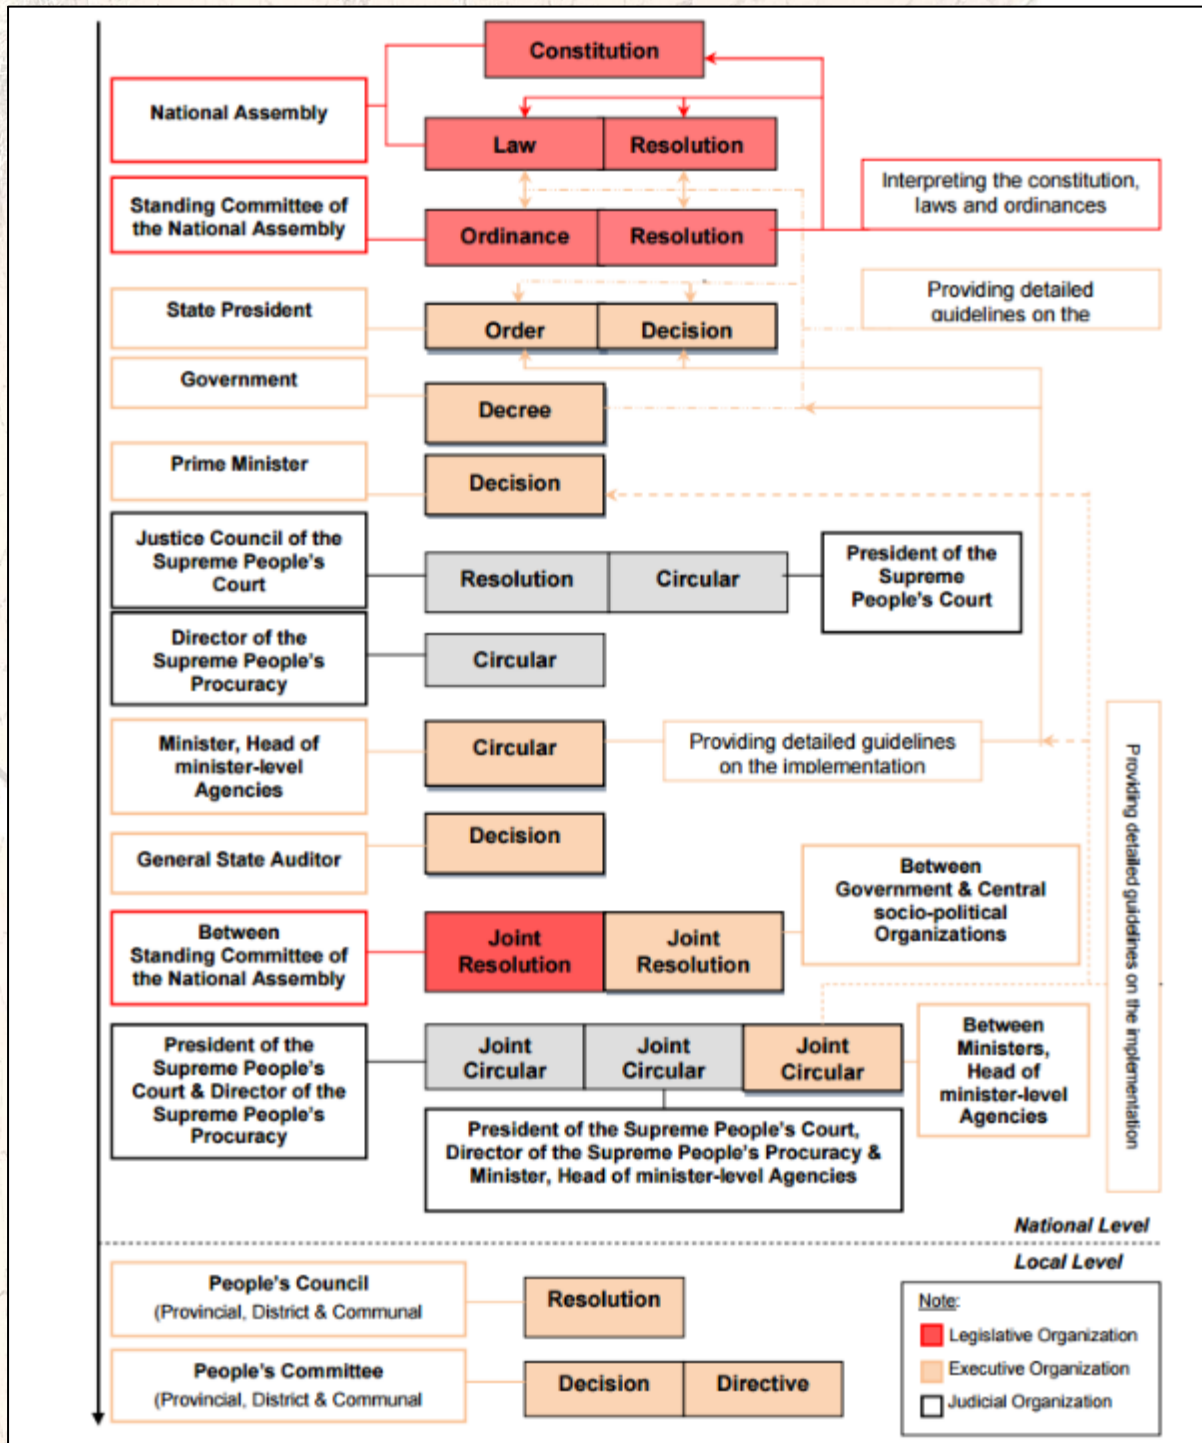 Constitution
National Assembly
Law
Resolution
Interpreting the constitution,
laws and ordinances
Standing Committee of
the National Assembly
Ordinance
Resolution
Providing detailed
guidelines on the
State President
Order
Decision
Government
Decree
Prime Minister
Decision
Justice Council of the
Supreme People's
Court
Resolution
Circular
President of the
Supreme
People's Court
Director of the
Supreme People's
Procuracy
Circular
Minister, Head of
minister-level
Agencies
Circular
Providing detailed guidelines
on the implementation
Providing detailed guidelines on the implementation
General State Auditor
Decision
Between
Government & Central
socio-political
Organizations
Between
Standing Committee of
the National Assembly
Joint
Resolution
Joint
Resolution
President of the
Supreme People's
Court & Director of the
Supreme People's
Procuracy
Joint
Circular
Joint
Circular
Joint
Circular
Between
Ministers,
Head of
minister-level
Agencies
President of the Supreme People's Court,
Director of the Supreme People's Procuracy &
Minister, Head of minister-level Agencies
National Level
Local Level
People's Council
(Provincial, District & Communal
Resolution
People's Committee
(Provincial, District & Communal
Decision
Directive
Note:
Legislative Organization
Executive Organization
Judicial Organization